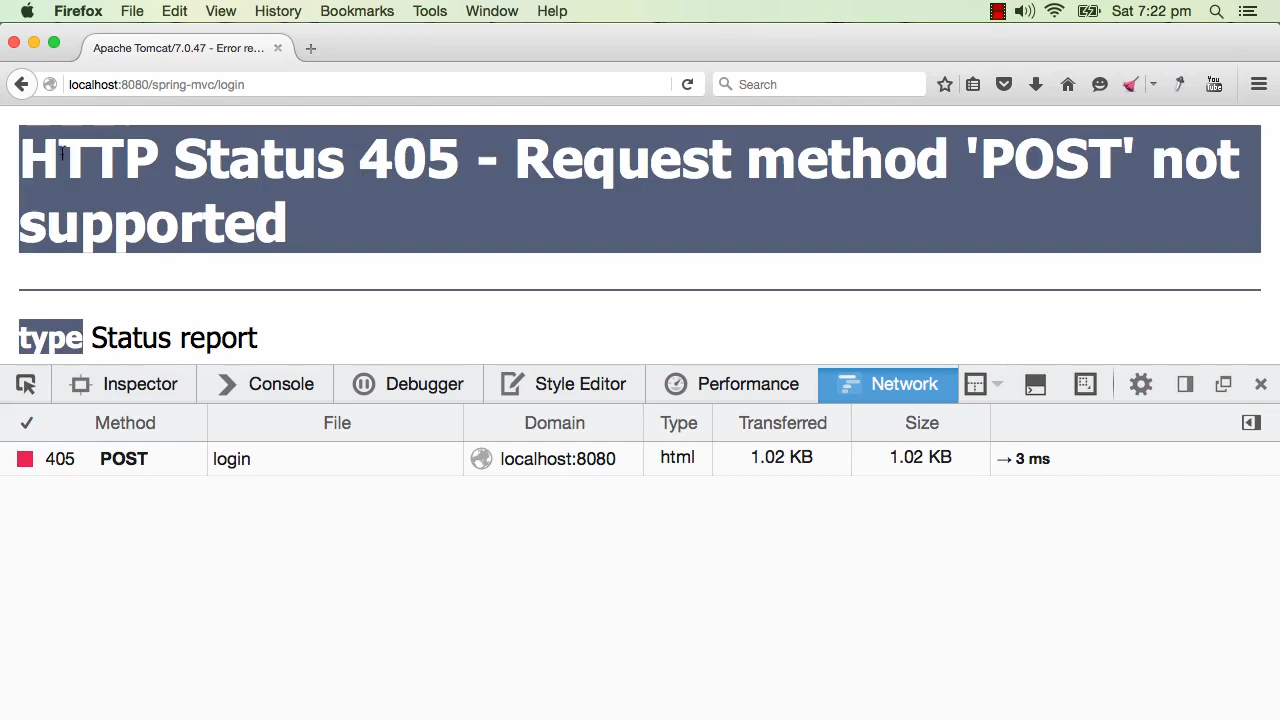 Firefox File Edit View History Bookmarks Tools Window Help Sat 7:22 pm
Apache Tomcat/7.0.47 - Error re...
localhost:8080/spring-mvc/login Search You Tube
HTTP Status 405 - Request method 'POST' not
supported
type Status report
Inspector Console Debugger Style Editor Performance Network
Method File Domain Type Transferred Size
405 POST login localhost:8080 html 1.02 KB 1.02 KB → 3 ms